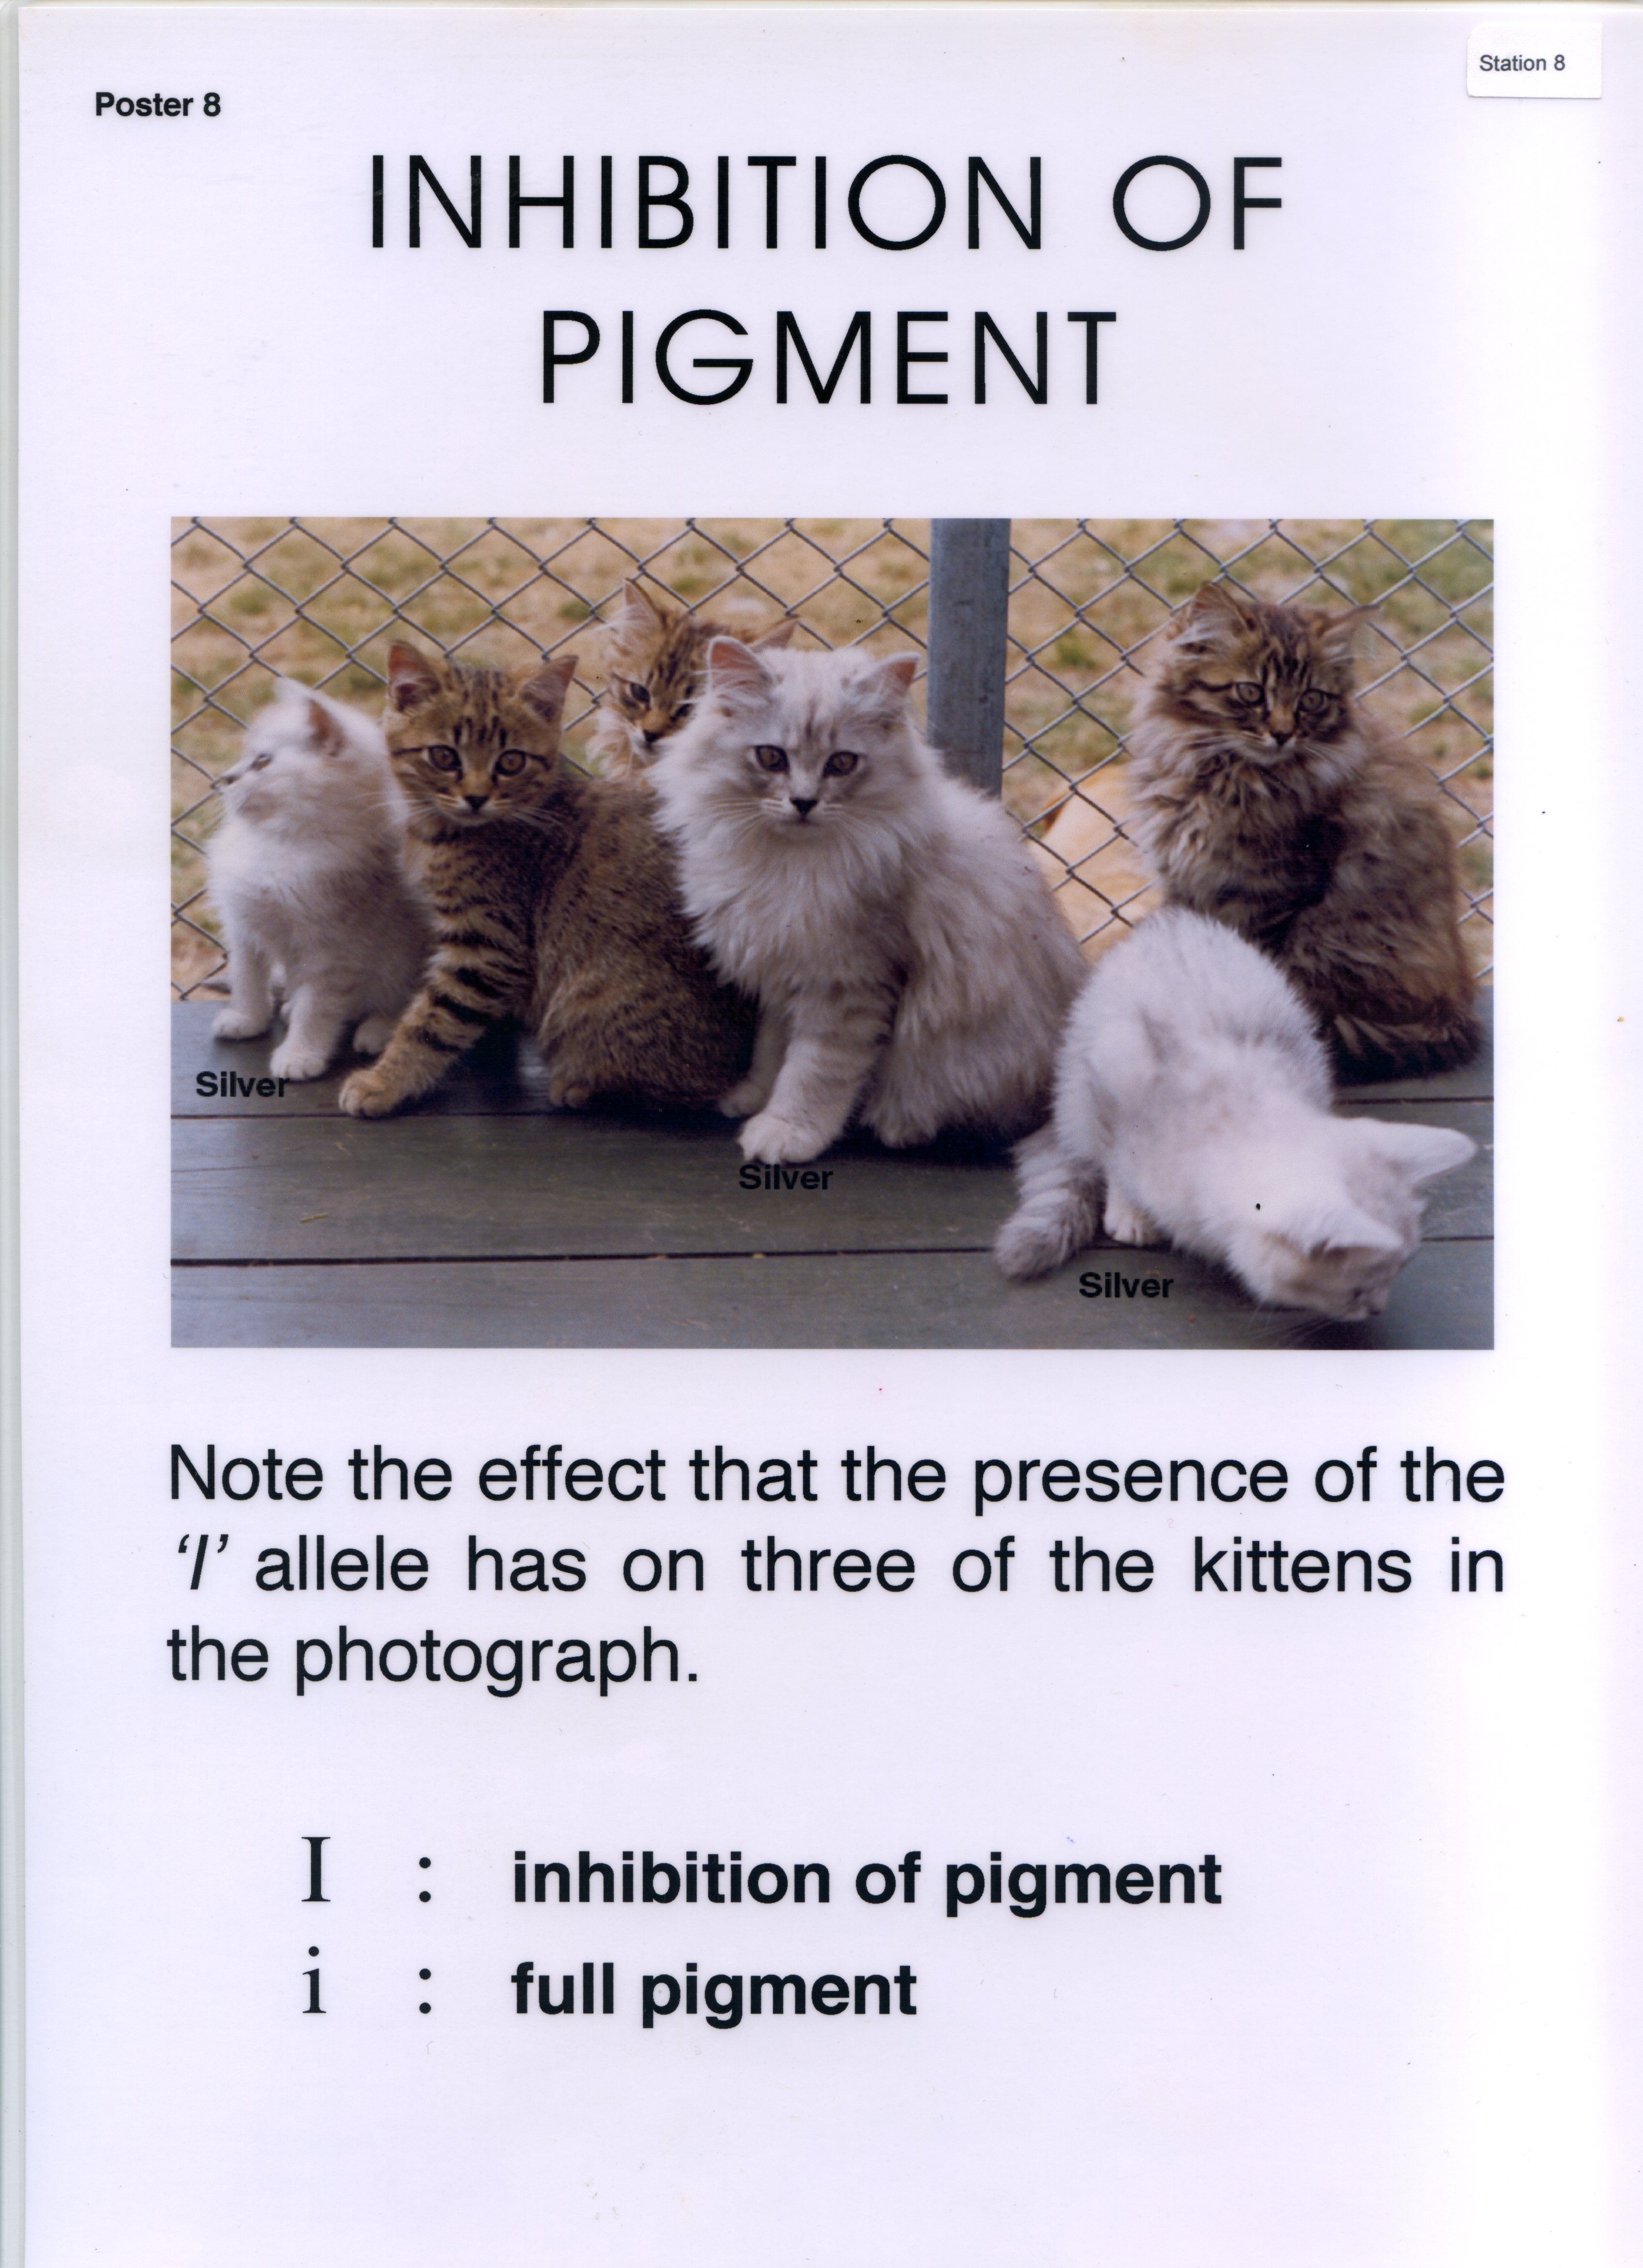 Station 8
Poster 8
INHIBITION OF
PIGMENT
Silver
Silver
Silver
Note the effect that the presence of the
‘I’ allele has on three of the kittens in
the photograph.
I : inhibition of pigment
i : full pigment